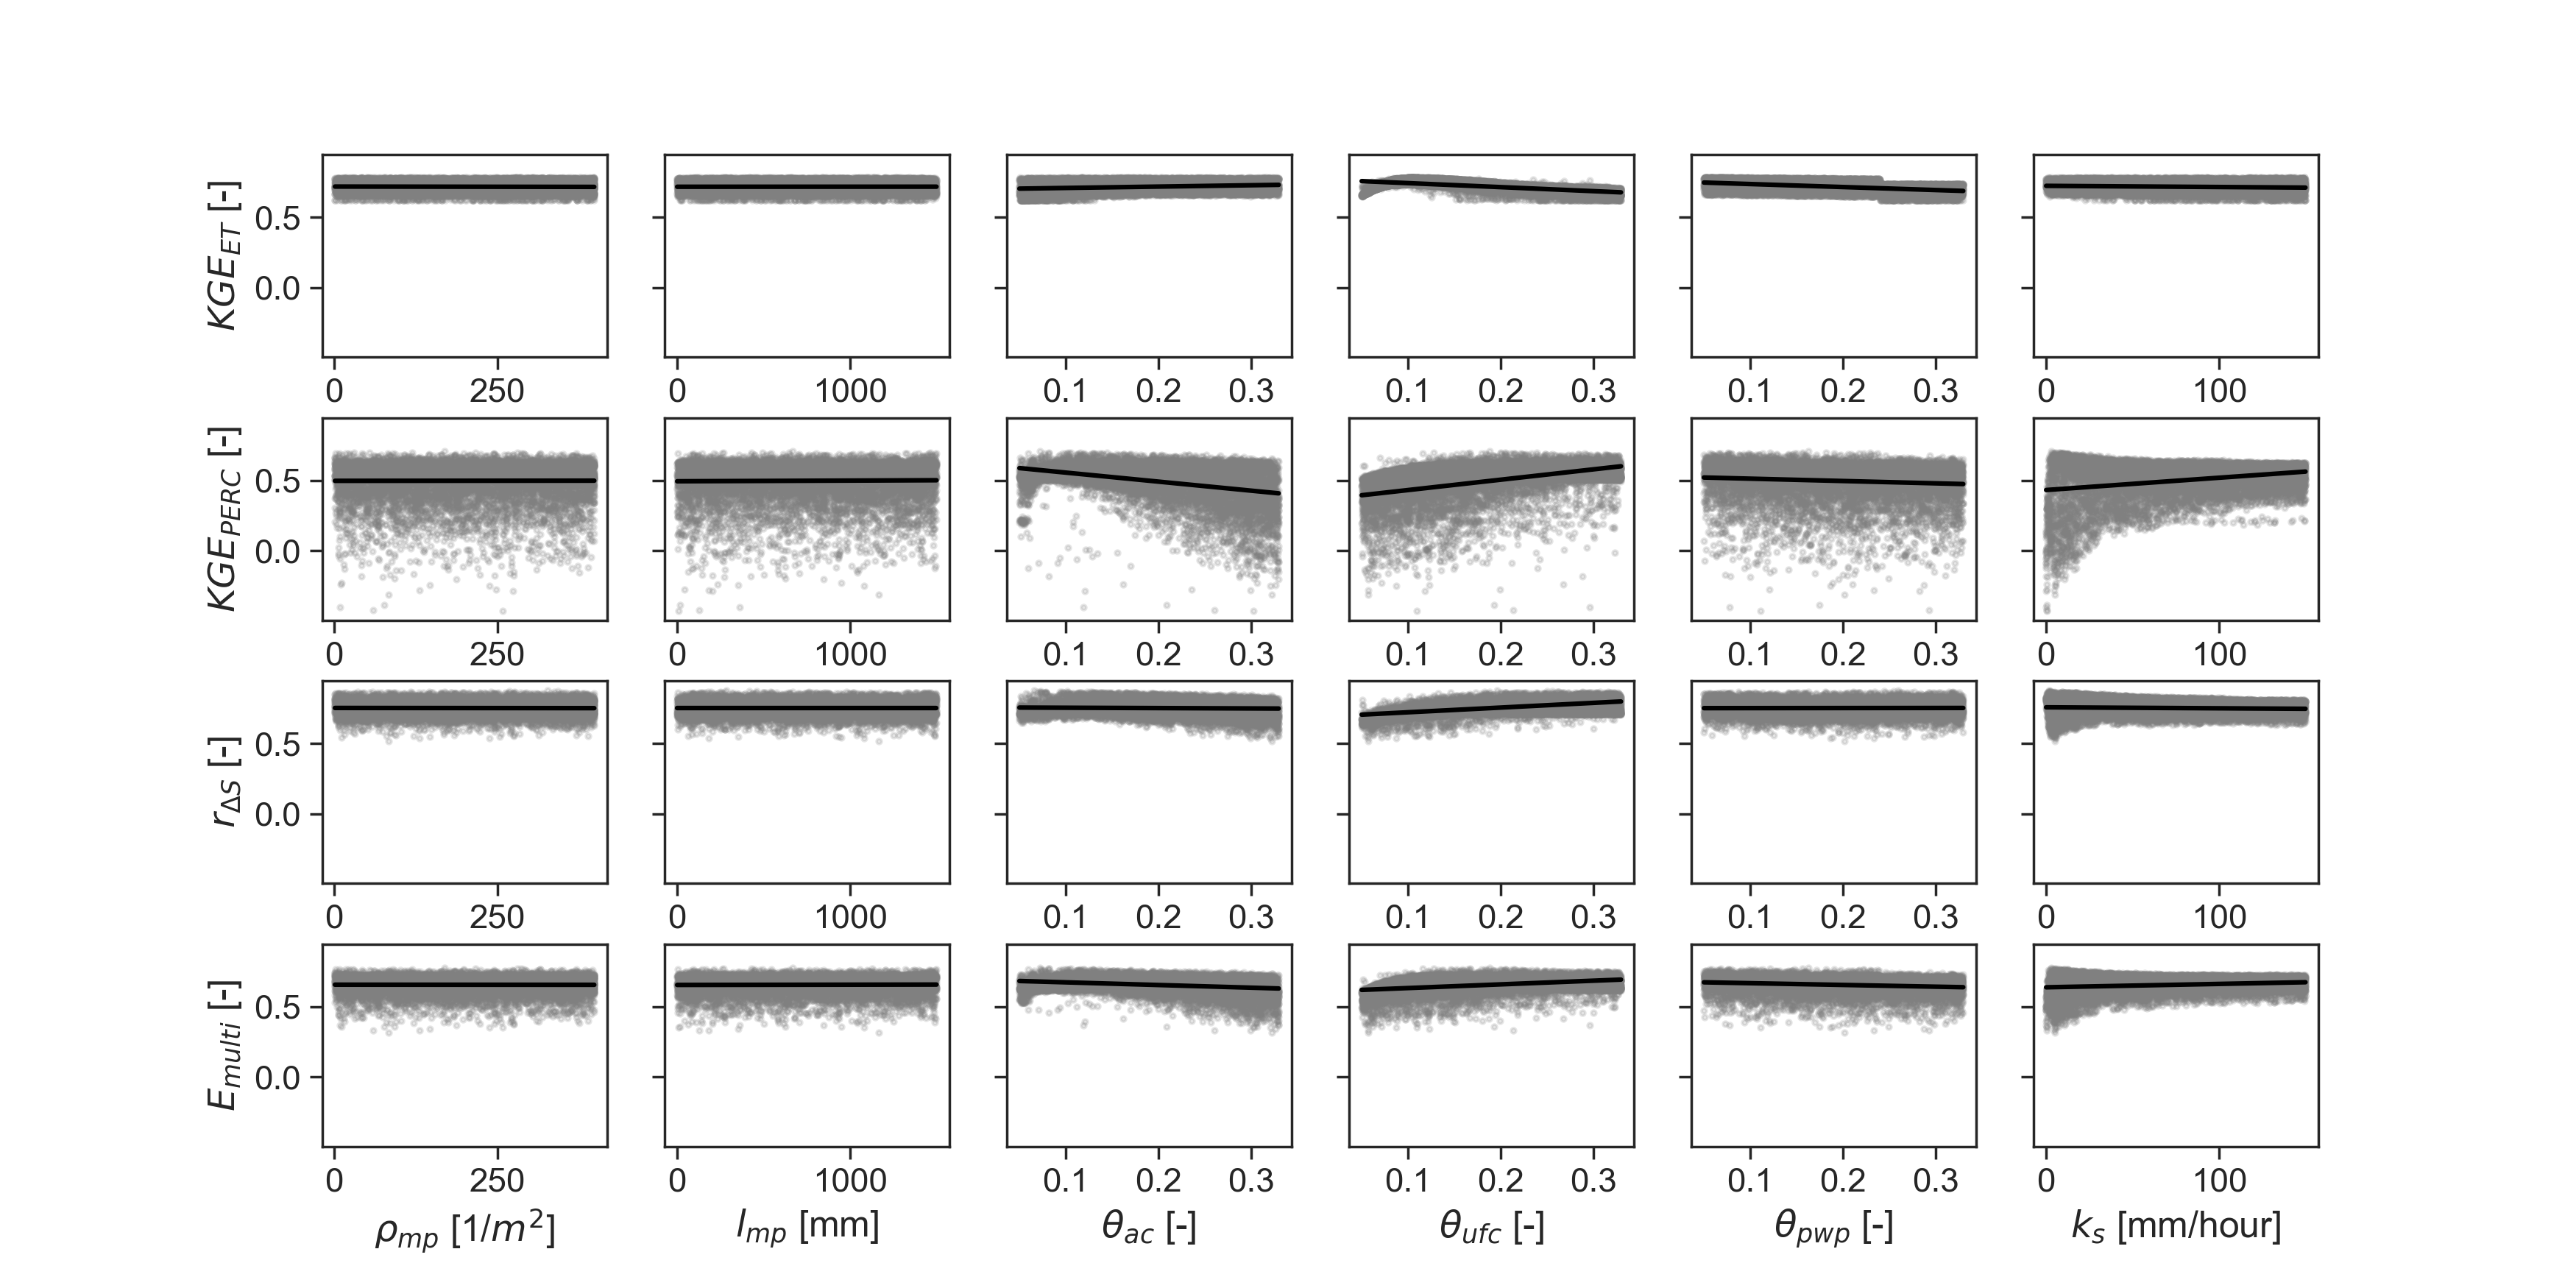 KGE_ET [-]
0.5
0.0
0 250 0 1000 0.1 0.2 0.3 0.1 0.2 0.3 0.1 0.2 0.3 0 100
KGE_PERC [-]
0.5
0.0
0 250 0 1000 0.1 0.2 0.3 0.1 0.2 0.3 0.1 0.2 0.3 0 100
r_ΔS [-]
0.5
0.0
0 250 0 1000 0.1 0.2 0.3 0.1 0.2 0.3 0.1 0.2 0.3 0 100
E_multi [-]
0.5
0.0
0 250 0 1000 0.1 0.2 0.3 0.1 0.2 0.3 0.1 0.2 0.3 0 100
ρ_mp [1/m²] l_mp [mm] θ_ac [-] θ_ufc [-] θ_pwp [-] k_s [mm/hour]